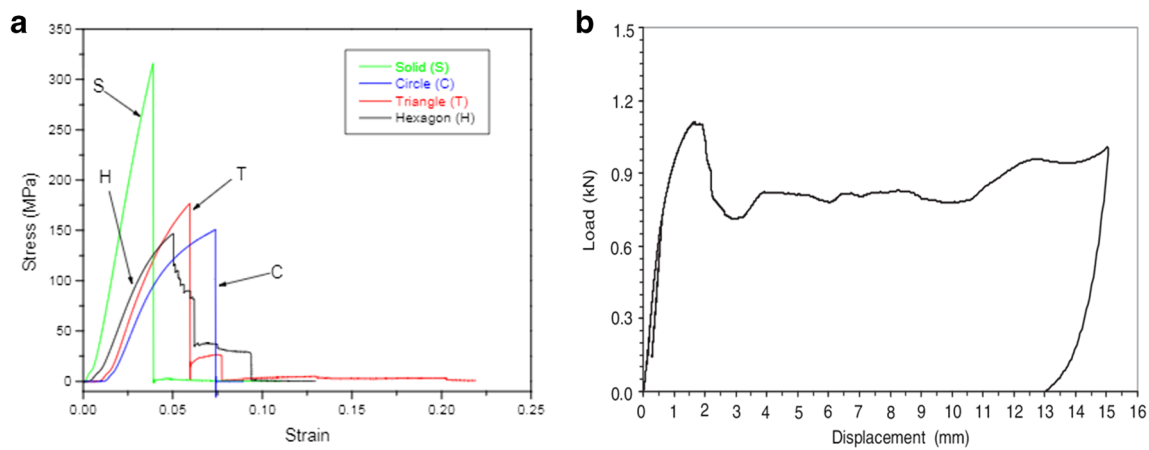 a
350
300
250
200
150
100
50
0
Stress (MPa)
0.00 0.05 0.10 0.15 0.20 0.25
Strain
Solid (S)
Circle (C)
Triangle (T)
Hexagon (H)
S
H
T
C
b
1.5
1.2
0.9
0.6
0.3
0.0
Load (kN)
0 1 2 3 4 5 6 7 8 9 10 11 12 13 14 15 16
Displacement (mm)